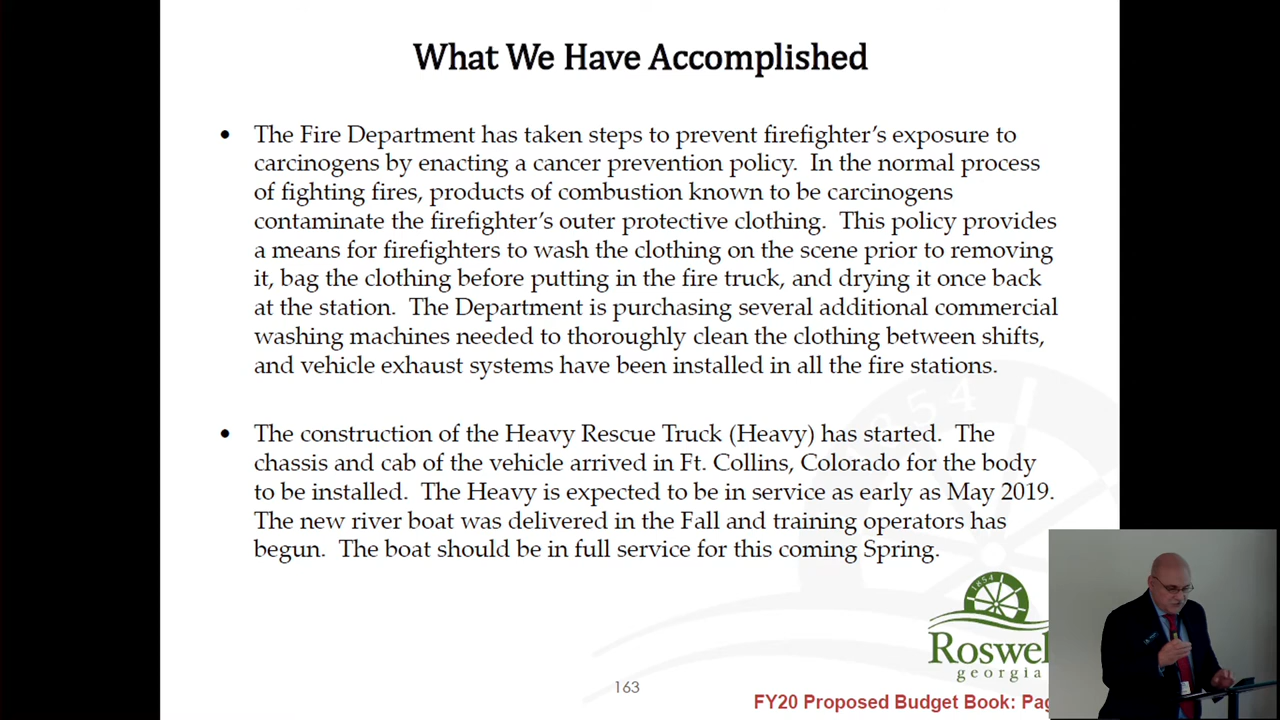 What We Have Accomplished
• The Fire Department has taken steps to prevent firefighter's exposure to
carcinogens by enacting a cancer prevention policy. In the normal process
of fighting fires, products of combustion known to be carcinogens
contaminate the firefighter's outer protective clothing. This policy provides
a means for firefighters to wash the clothing on the scene prior to removing
it, bag the clothing before putting in the fire truck, and drying it once back
at the station. The Department is purchasing several additional commercial
washing machines needed to thoroughly clean the clothing between shifts,
and vehicle exhaust systems have been installed in all the fire stations.
• The construction of the Heavy Rescue Truck (Heavy) has started. The
chassis and cab of the vehicle arrived in Ft. Collins, Colorado for the body
to be installed. The Heavy is expected to be in service as early as May 2019.
The new river boat was delivered in the Fall and training operators has
begun. The boat should be in full service for this coming Spring.
1854
1854
Roswel
georgia
163
FY20 Proposed Budget Book: Pag